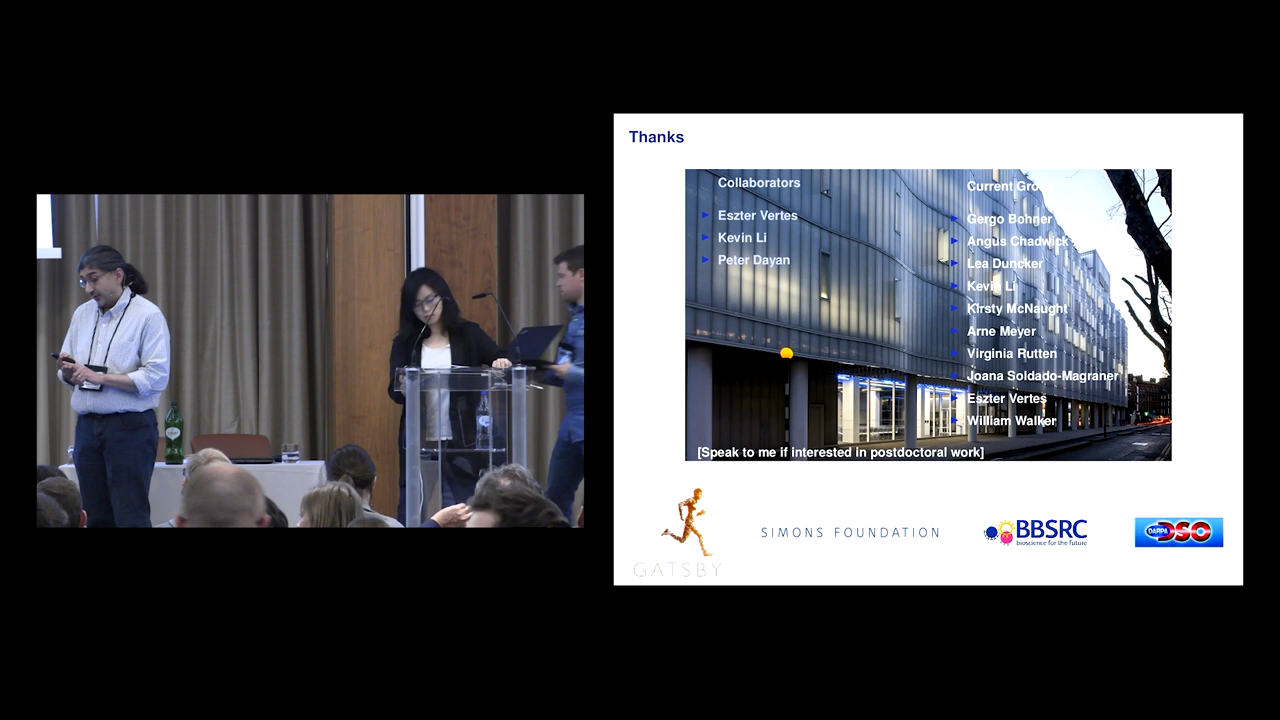 Thanks
Collaborators
Eszter Vertes
Kevin Li
Peter Dayan
Current Group
Gergo Bohner
Angus Chadwick
Lea Duncker
Kevin Li
Kirsty McNaught
Arne Meyer
Virginia Rutten
Joana Soldado-Magraner
Eszter Vertes
William Walker
[Speak to me if interested in postdoctoral work]
GATSBY
SIMONS FOUNDATION
BBSRC
bioscience for the future
DARPA DSO